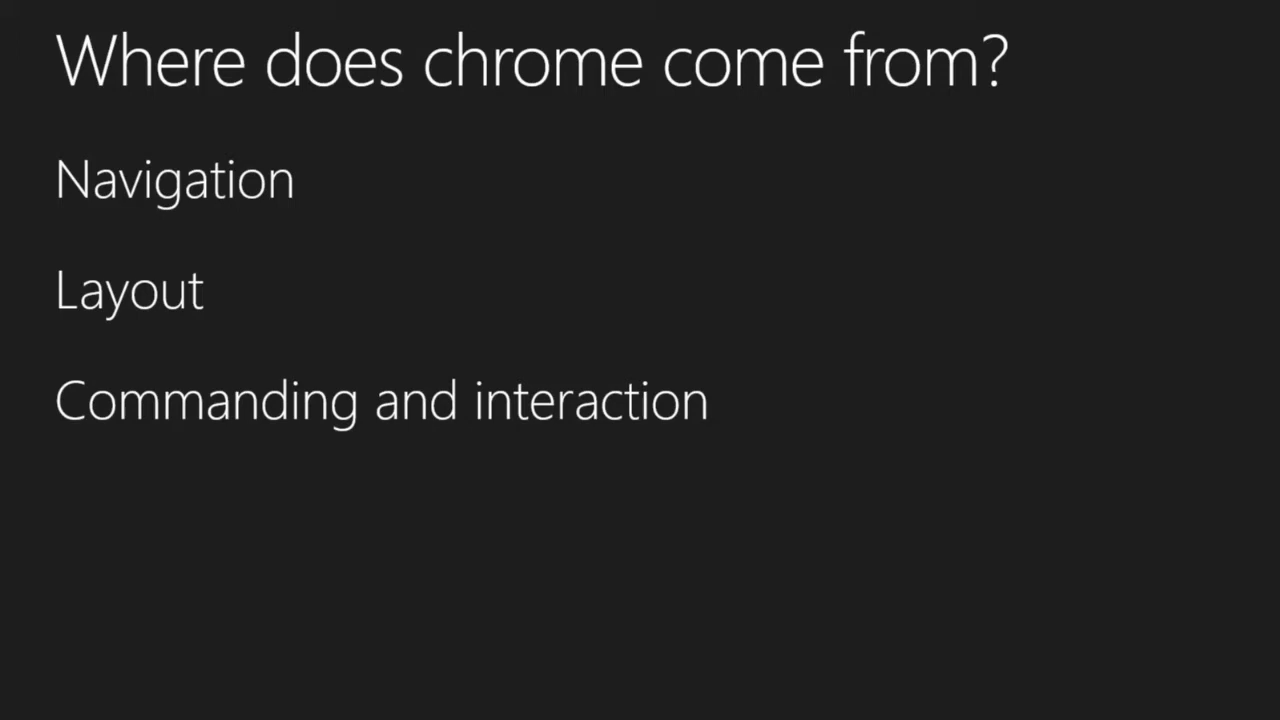 Where does chrome come from?
Navigation
Layout
Commanding and interaction